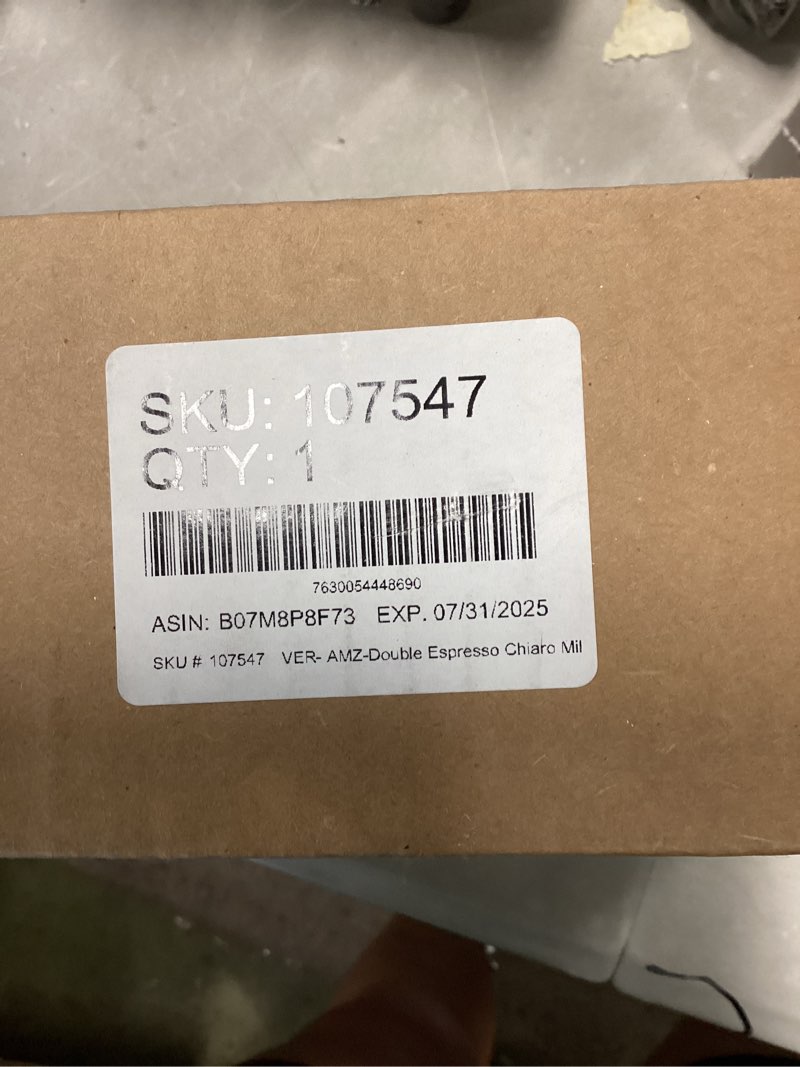 SKU: 107547
QTY: 1
7630054448690
ASIN: B07M8P8F73 EXP. 07/31/2025
SKU # 107547 VER- AMZ-Double Espresso Chiaro Mil